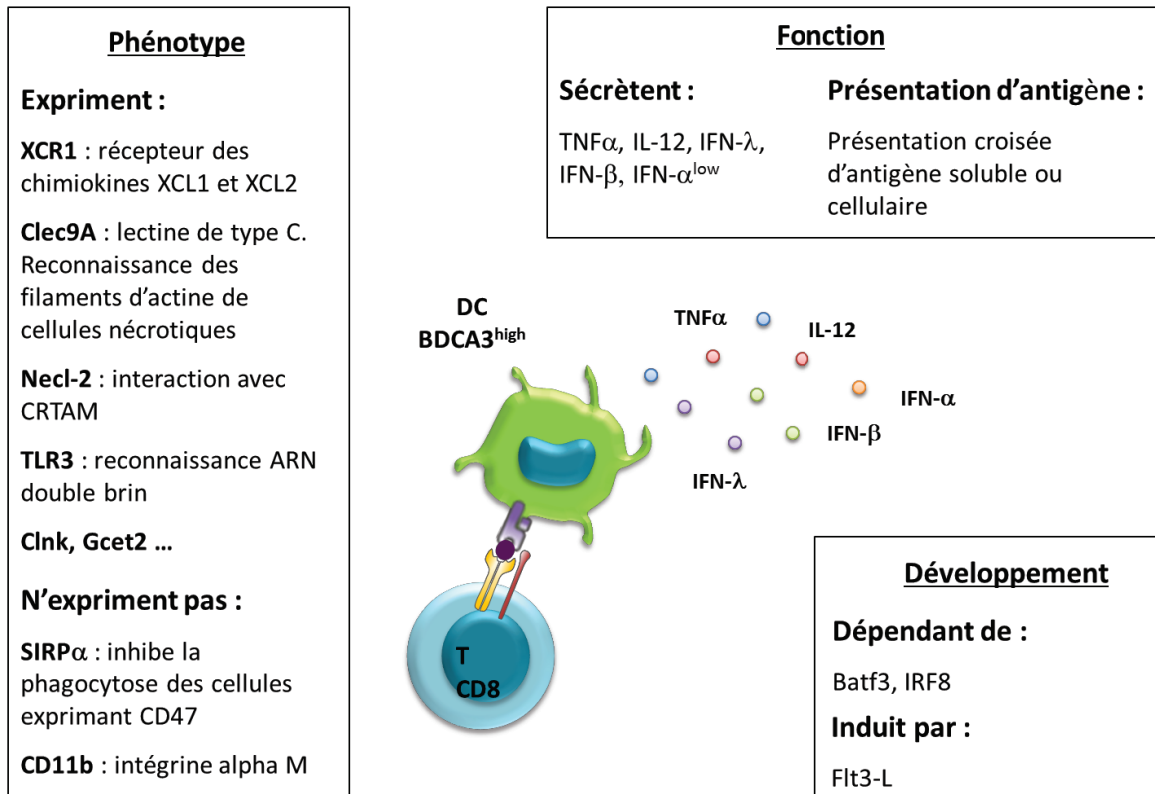 Phénotype
Expriment :
XCR1 : récepteur des
chimiokines XCL1 et XCL2
Clec9A : lectine de type C.
Reconnaissance des
filaments d'actine de
cellules nécrotiques
Necl-2 : interaction avec
CRTAM
TLR3 : reconnaissance ARN
double brin
Clnk, Gcet2 ...
N'expriment pas :
SIRPα : inhibe la
phagocytose des cellules
exprimant CD47
CD11b : intégrine alpha M
Fonction
Sécrètent :
TNFα, IL-12, IFN-λ,
IFN-β, IFN-α^low
Présentation d'antigène :
Présentation croisée
d'antigène soluble ou
cellulaire
DC
BDCA3^high
TNFα
IL-12
IFN-α
IFN-β
IFN-λ
T
CD8
Développement
Dépendant de :
Batf3, IRF8
Induit par :
Flt3-L